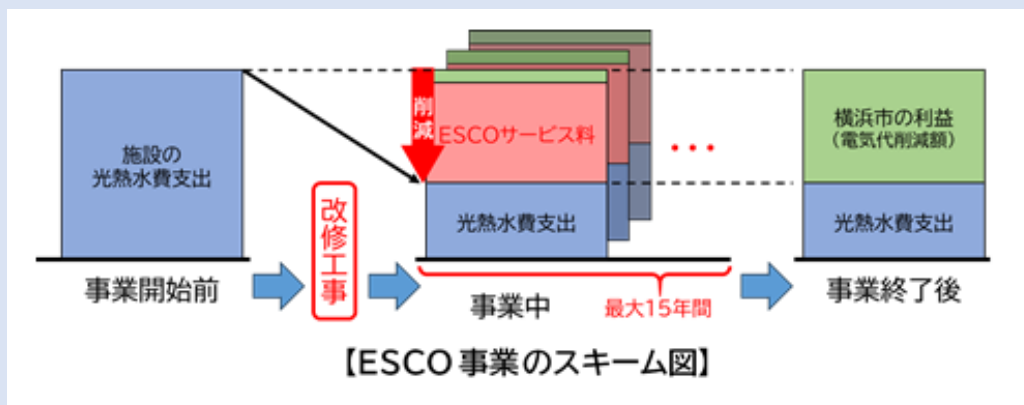 施設の
光熱水費支出
事業開始前
改修工事
削減
ESCOサービス料
光熱水費支出
事業中
最大15年間
・・・
横浜市の利益
（電気代削減額）
光熱水費支出
事業終了後
【ESCO事業のスキーム図】